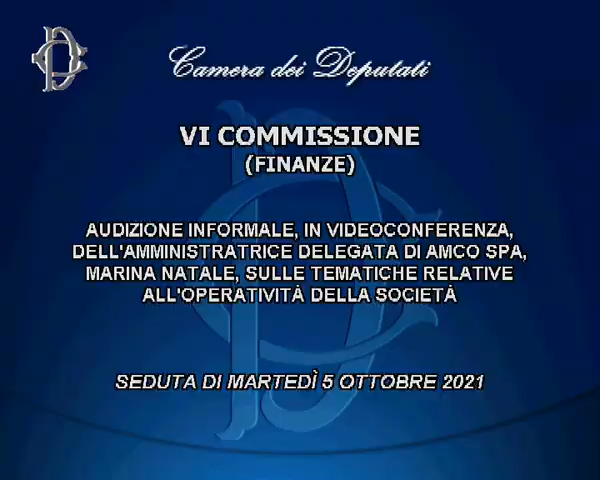 Camera dei Deputati
VI COMMISSIONE
(FINANZE)
AUDIZIONE INFORMALE, IN VIDEOCONFERENZA,
DELL'AMMINISTRATRICE DELEGATA DI AMCO SPA,
MARINA NATALE, SULLE TEMATICHE RELATIVE
ALL'OPERATIVITÀ DELLA SOCIETÀ
SEDUTA DI MARTEDÌ 5 OTTOBRE 2021